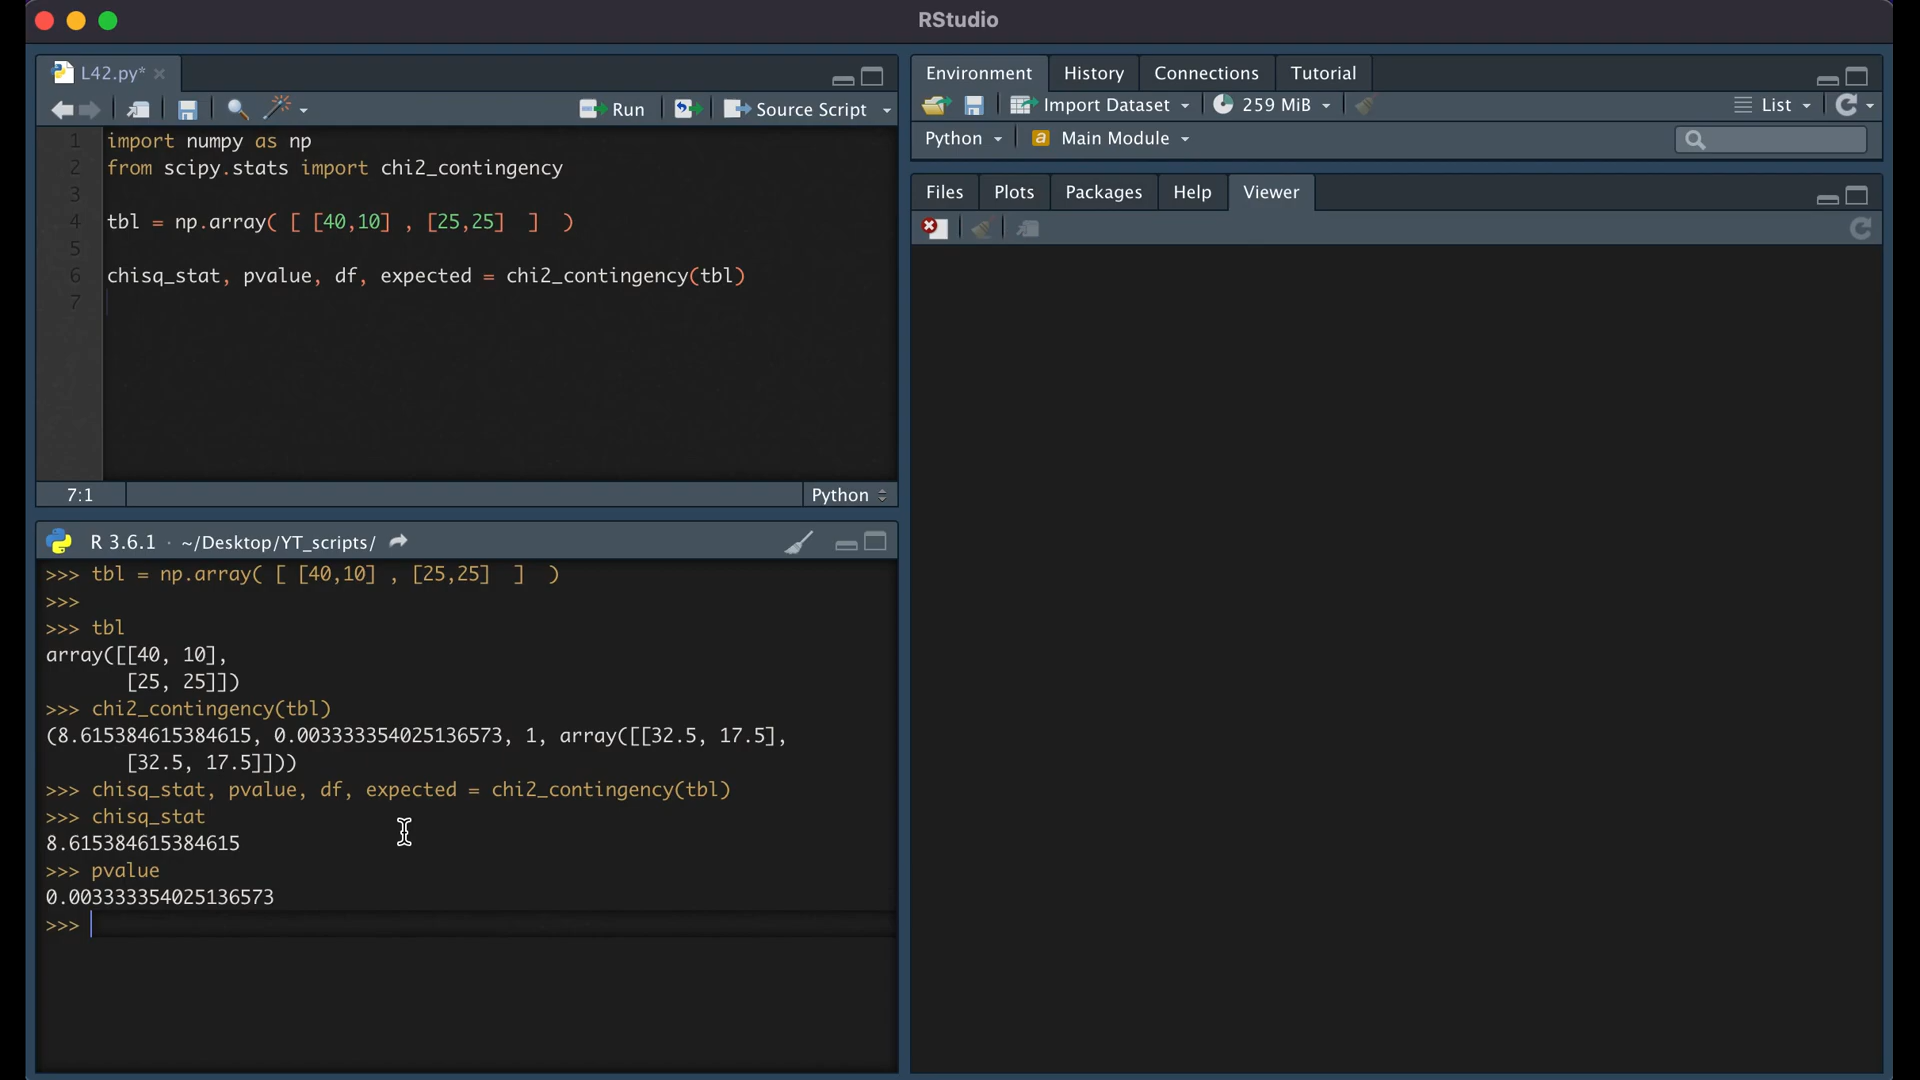 RStudio
L42.py*
Run
Source Script
1 import numpy as np
2 from scipy.stats import chi2_contingency
3
4 tbl = np.array( [ [40,10] , [25,25]  ]  )
5
6 chisq_stat, pvalue, df, expected = chi2_contingency(tbl)
7
7:1
Python
R 3.6.1 · ~/Desktop/YT_scripts/
>>> tbl = np.array( [ [40,10] , [25,25]  ]  )
>>>
>>> tbl
array([[40, 10],
       [25, 25]])
>>> chi2_contingency(tbl)
(8.615384615384615, 0.003333354025136573, 1, array([[32.5, 17.5],
       [32.5, 17.5]]))
>>> chisq_stat, pvalue, df, expected = chi2_contingency(tbl)
>>> chisq_stat
8.615384615384615
>>> pvalue
0.003333354025136573
>>>
Environment History Connections Tutorial
Import Dataset 259 MiB List
Python a Main Module
Files Plots Packages Help Viewer